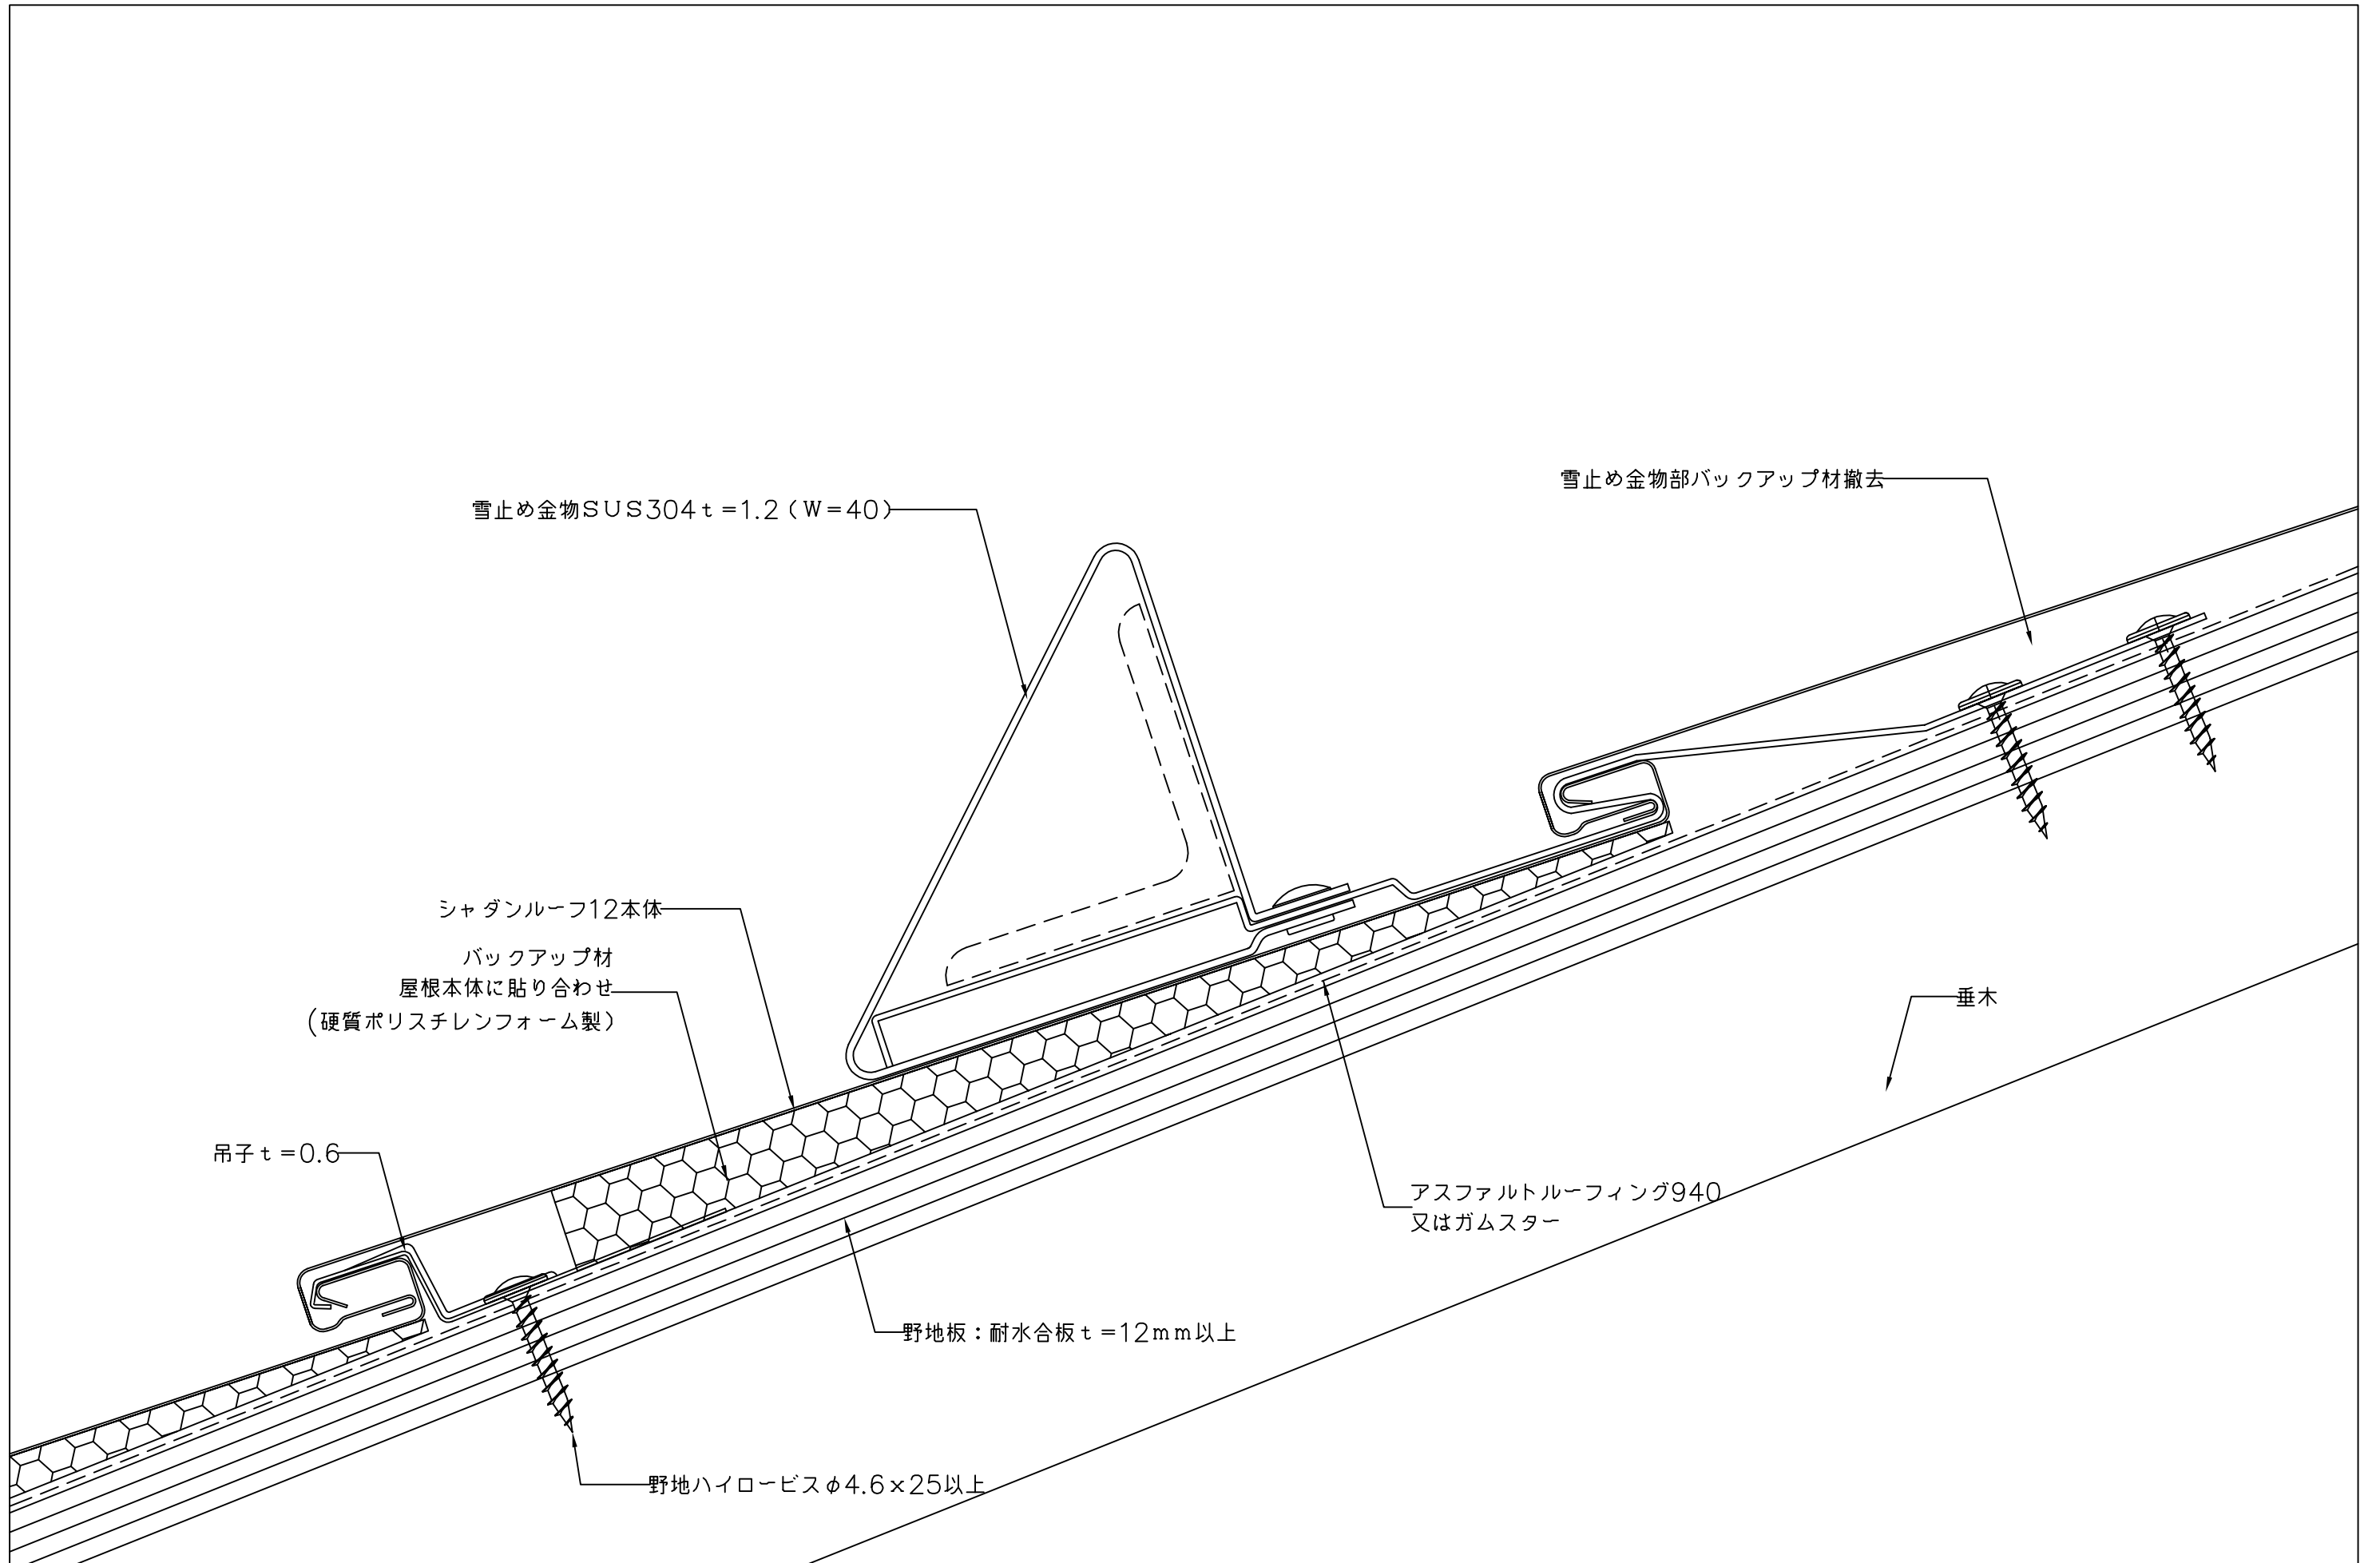 雪止め金物部バックアップ材撤去
雪止め金物SUS304t=1.2(W=40)
シャダンルーフ12本体
バックアップ材
屋根本体に貼り合わせ
(硬質ポリスチレンフォーム製)
垂木
吊子t=0.6
アスファルトルーフィング940
又はガムスター
野地板:耐水合板t=12mm以上
野地ハイロービスφ4.6×25以上